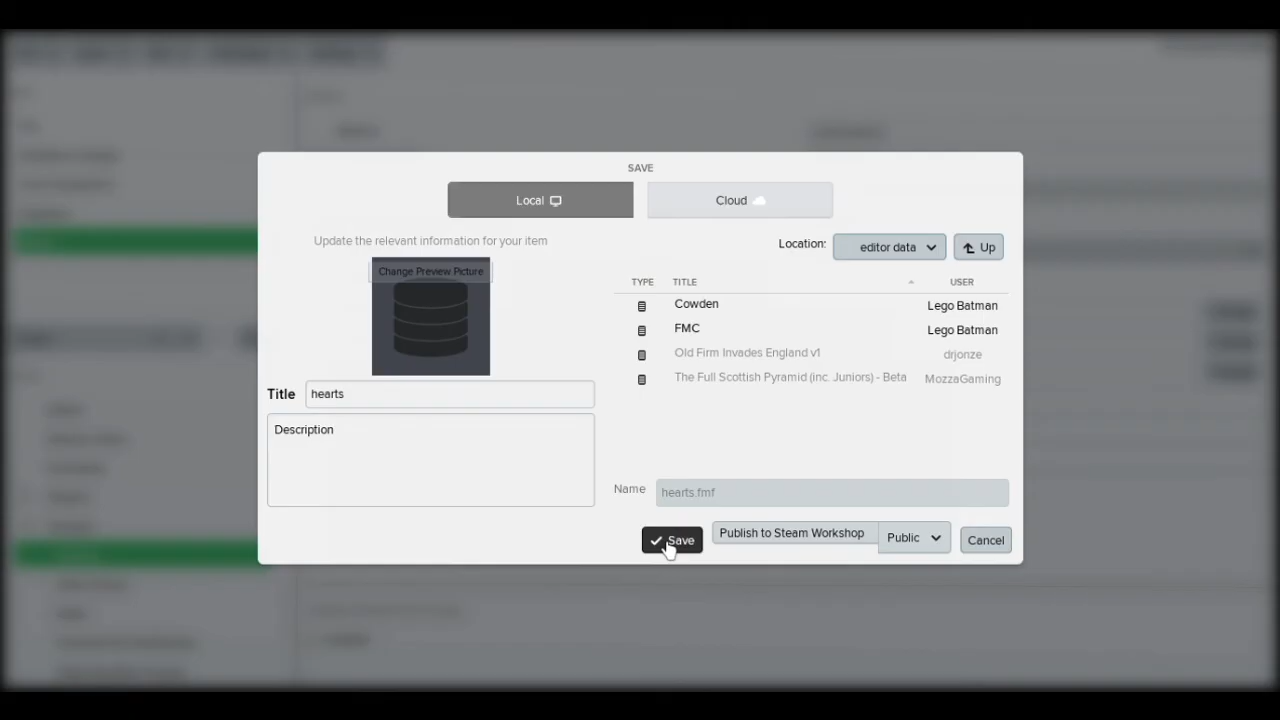 SAVE
Local
Cloud
Update the relevant information for your item
Location:
editor data
Up
Change Preview Picture
TYPE TITLE USER
Cowden Lego Batman
FMC Lego Batman
Old Firm Invades England v1 drjonze
The Full Scottish Pyramid (inc. Juniors) - Beta MozzaGaming
Title hearts
Description
Name hearts.fmf
Save
Publish to Steam Workshop
Public
Cancel